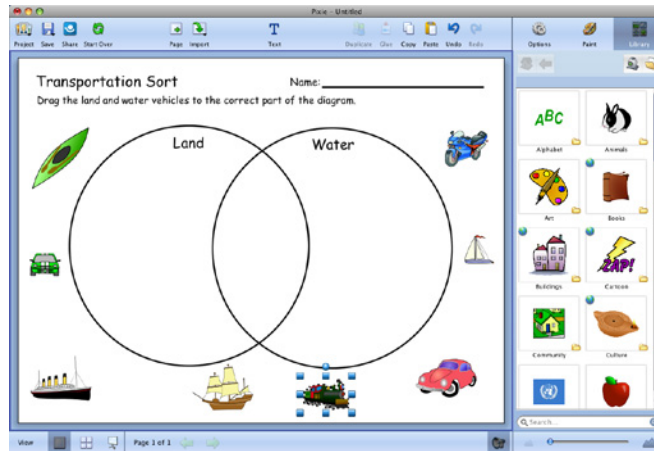 Pixie - Untitled
Project Save Share Start Over Page Import Text Duplicate Glue Copy Paste Undo Redo Options Paint Library
Transportation Sort Name:
Drag the land and water vehicles to the correct part of the diagram.
Land Water
ABC
Alphabet Animals
Art Books
ZAP!
Buildings Cartoon
Community Culture
Search...
View Page 1 of 1